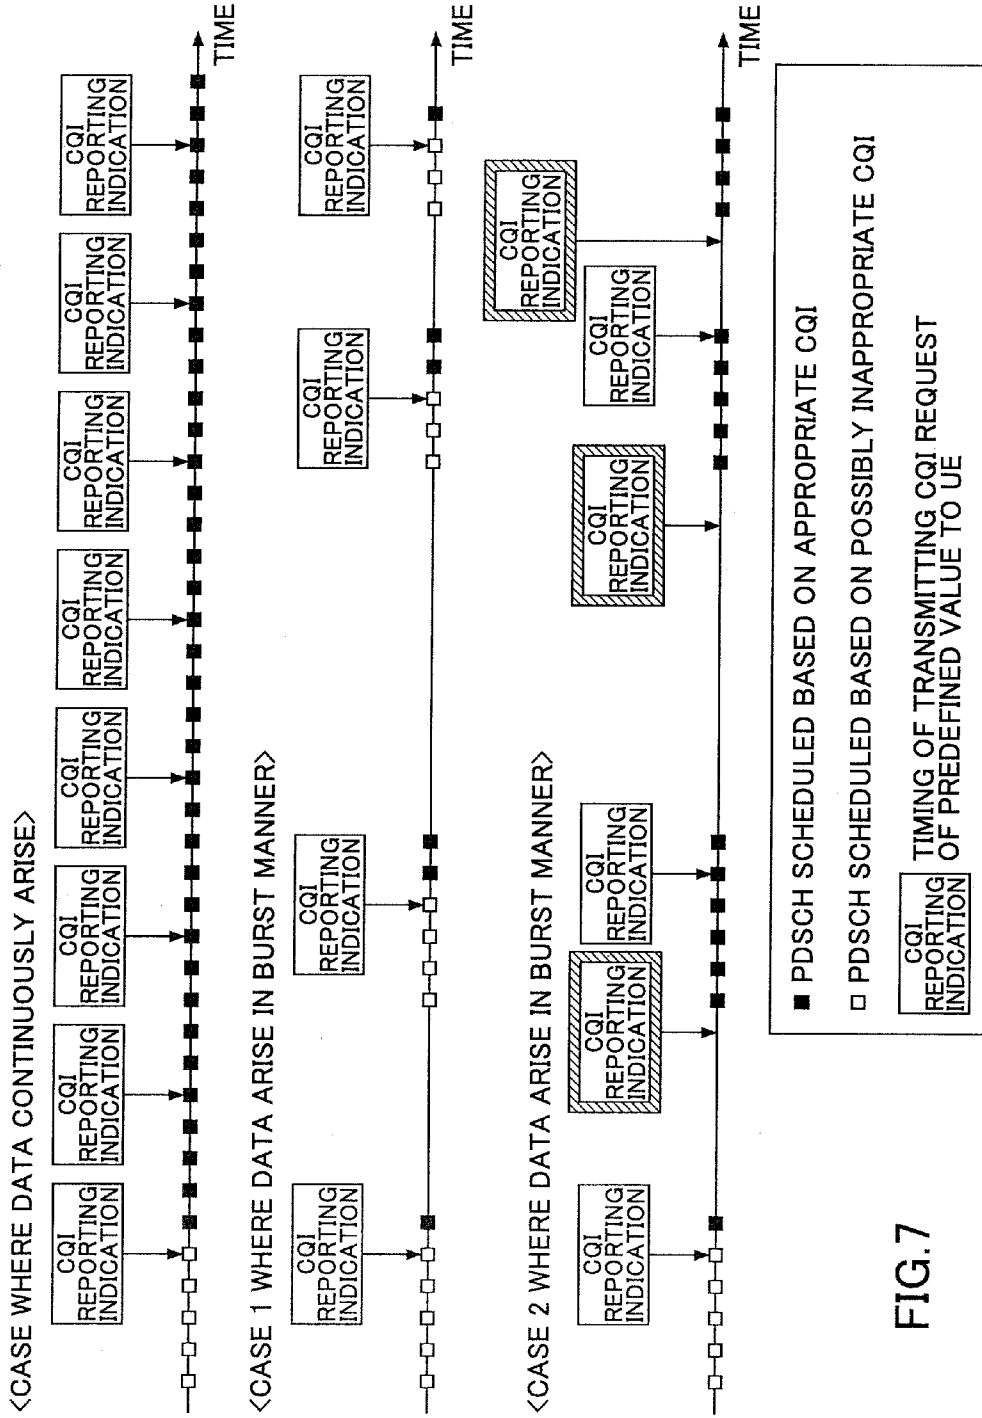 <CASE WHERE DATA CONTINUOUSLY ARISE>
CQI
REPORTING
INDICATION
CQI
REPORTING
INDICATION
CQI
REPORTING
INDICATION
CQI
REPORTING
INDICATION
CQI
REPORTING
INDICATION
CQI
REPORTING
INDICATION
CQI
REPORTING
INDICATION
CQI
REPORTING
INDICATION
TIME
<CASE 1 WHERE DATA ARISE IN BURST MANNER>
CQI
REPORTING
INDICATION
CQI
REPORTING
INDICATION
CQI
REPORTING
INDICATION
CQI
REPORTING
INDICATION
TIME
<CASE 2 WHERE DATA ARISE IN BURST MANNER>
CQI
REPORTING
INDICATION
CQI
REPORTING
INDICATION
CQI
REPORTING
INDICATION
CQI
REPORTING
INDICATION
CQI
REPORTING
INDICATION
CQI
REPORTING
INDICATION
TIME
■ PDSCH SCHEDULED BASED ON APPROPRIATE CQI
□ PDSCH SCHEDULED BASED ON POSSIBLY INAPPROPRIATE CQI
CQI
REPORTING
INDICATION
TIMING OF TRANSMITTING CQI REQUEST
OF PREDEFINED VALUE TO UE
FIG.7